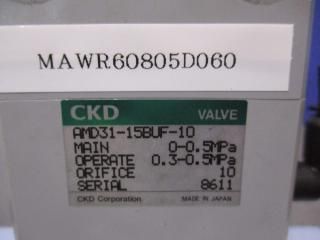 MAWR60805D060
CKD VALVE
AMD31-15BUF-10
MAIN 0-0.5MPa
OPERATE 0.3-0.5MPa
ORIFICE 10
SERIAL 8611
CKD Corporation MADE IN JAPAN